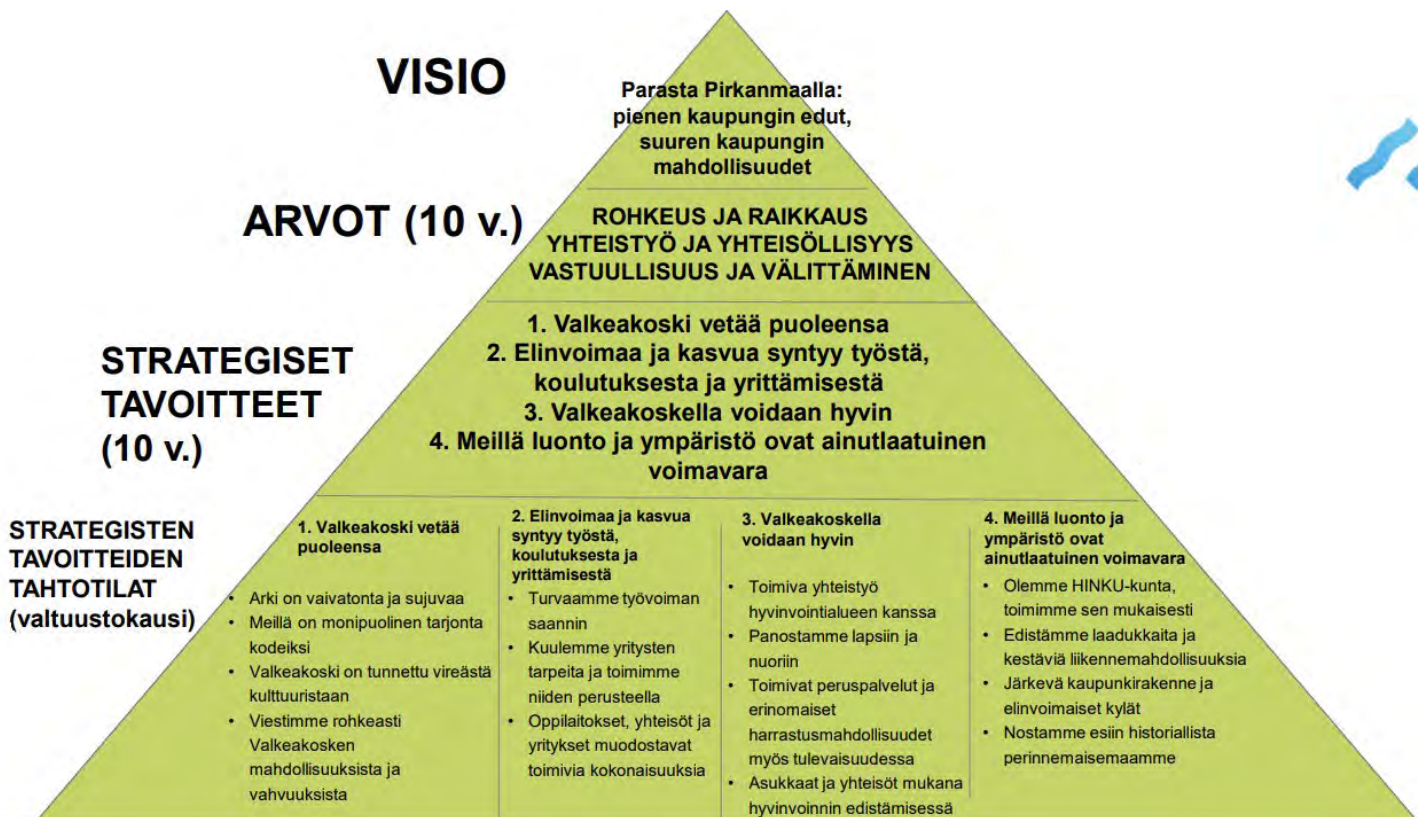 VISIO
Parasta Pirkanmaalla:
pienen kaupungin edut,
suuren kaupungin
mahdollisuudet
ARVOT (10 v.)
ROHKEUS JA RAIKKAUS
YHTEISTYÖ JA YHTEISÖLLISYYS
VASTUULLISUUS JA VÄLITTÄMINEN
STRATEGISET
TAVOITTEET
(10 v.)
1. Valkeakoski vetää puoleensa
2. Elinvoimaa ja kasvua syntyy työstä,
koulutuksesta ja yrittämisestä
3. Valkeakoskella voidaan hyvin
4. Meillä luonto ja ympäristö ovat ainutlaatuinen
voimavara
STRATEGISTEN
TAVOITTEIDEN
TAHTOTILAT
(valtuustokausi)
1. Valkeakoski vetää
puoleensa
• Arki on vaivatonta ja sujuvaa
• Meillä on monipuolinen tarjonta
kodeiksi
• Valkeakoski on tunnettu vireästä
kulttuuristaan
• Viestimme rohkeasti
Valkeakosken
mahdollisuuksista ja
vahvuuksista
2. Elinvoimaa ja kasvua
syntyy työstä,
koulutuksesta ja
yrittämisestä
• Turvaamme työvoiman
saannin
• Kuulemme yritysten
tarpeita ja toimimme
niiden perusteella
• Oppilaitokset, yhteisöt ja
yritykset muodostavat
toimivia kokonaisuuksia
3. Valkeakoskella
voidaan hyvin
• Toimiva yhteistyö
hyvinvointialueen kanssa
• Panostamme lapsiin ja
nuoriin
• Toimivat peruspalvelut ja
erinomaiset
harrastusmahdollisuudet
myös tulevaisuudessa
• Asukkaat ja yhteisöt mukana
hyvinvoinnin edistämisessä
4. Meillä luonto ja
ympäristö ovat
ainutlaatuinen voimavara
• Olemme HINKU-kunta,
toimimme sen mukaisesti
• Edistämme laadukkaita ja
kestäviä liikennemahdollisuuksia
• Järkevä kaupunkirakenne ja
elinvoimaiset kylät
• Nostamme esiin historiallista
perinnemaisemaamme